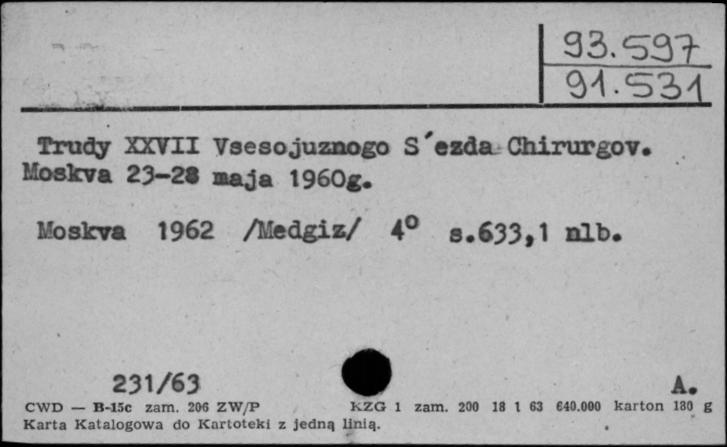 93.597
91.531
Trudy XXVII Vsesojuznogo S´ezda Chirurgov.
Moskva 23-28 maja 1960g.
Moskva 1962 /Medgiz/ 4° s.633,1 nlb.
231/63 A.
CWD — B-15c zam. 206 ZW/P KZG 1 zam. 200 18 1 63 640.000 karton 180 g
Karta Katalogowa do Kartoteki z jedną linią.